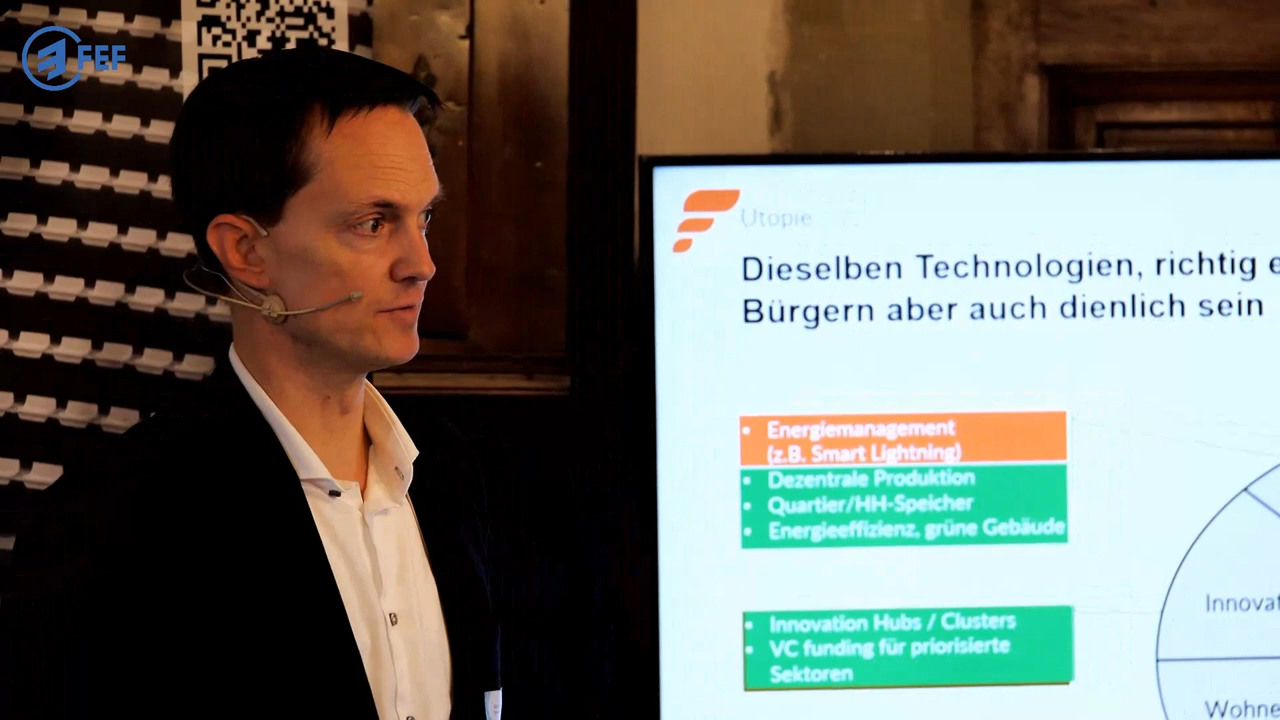 FEF
Utopie
Dieselben Technologien, richtig e
Bürgern aber auch dienlich sein
• Energiemanagement
(z.B. Smart Lightning)
• Dezentrale Produktion
• Quartier/HH-Speicher
• Energieeffizienz, grüne Gebäude
• Innovation Hubs / Clusters
• VC funding für priorisierte
Sektoren
Innovat
Wohne